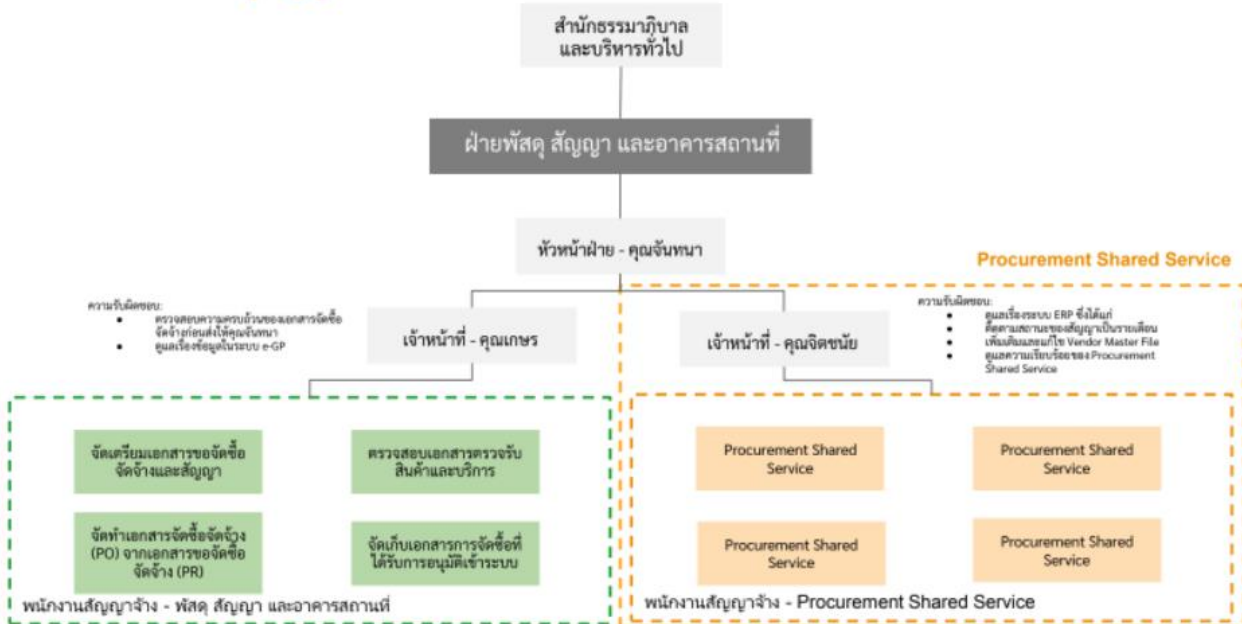 สำนักธรรมาภิบาล
และบริหารทั่วไป
ฝ่ายพัสดุ สัญญา และอาคารสถานที่
หัวหน้าฝ่าย - คุณจันทนา
Procurement Shared Service
ความรับผิดชอบ:
● ตรวจสอบความครบถ้วนของเอกสารจัดซื้อ
จัดจ้างก่อนส่งให้คุณจันทนา
● ดูแลเรื่องข้อมูลในระบบ e-GP
เจ้าหน้าที่ - คุณเกษร
เจ้าหน้าที่ - คุณจิตชนัย
ความรับผิดชอบ:
● ดูแลเรื่องระบบ ERP ซึ่งได้แก่
● ติดตามสถานะของสัญญาเป็นรายเดือน
● เพิ่มเติมและแก้ไข Vendor Master File
● ดูแลความเรียบร้อยของ Procurement
Shared Service
จัดเตรียมเอกสารขอจัดซื้อ
จัดจ้างและสัญญา
ตรวจสอบเอกสารตรวจรับ
สินค้าและบริการ
จัดทำเอกสารจัดซื้อจัดจ้าง
(PO) จากเอกสารขอจัดซื้อ
จัดจ้าง (PR)
จัดเก็บเอกสารการจัดซื้อที่
ได้รับการอนุมัติเข้าระบบ
พนักงานสัญญาจ้าง - พัสดุ สัญญา และอาคารสถานที่
Procurement Shared
Service
Procurement Shared
Service
Procurement Shared
Service
Procurement Shared
Service
พนักงานสัญญาจ้าง - Procurement Shared Service